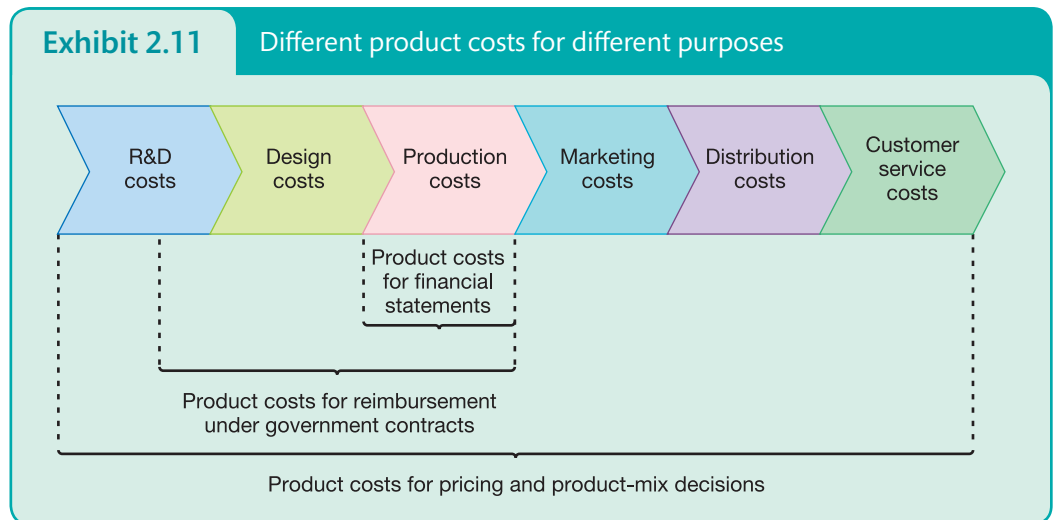 Exhibit 2.11
Different product costs for different purposes
R&D
costs
Design
costs
Production
costs
Marketing
costs
Distribution
costs
Customer
service
costs
Product costs
for financial
statements
Product costs for reimbursement
under government contracts
Product costs for pricing and product-mix decisions